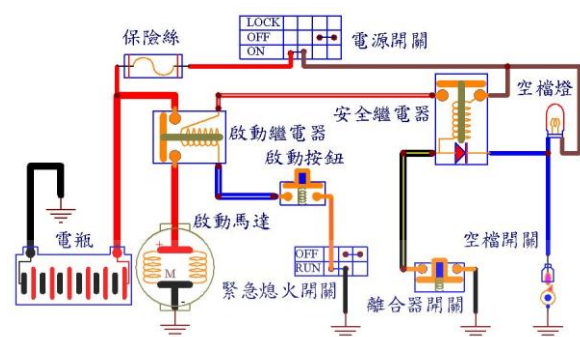 LOCK
OFF
ON
電源開關
保險絲
安全繼電器
空檔燈
啟動繼電器
啟動按鈕
啟動馬達
+
M
-
電瓶
OFF
RUN
緊急熄火開關
離合器開關
空檔開關